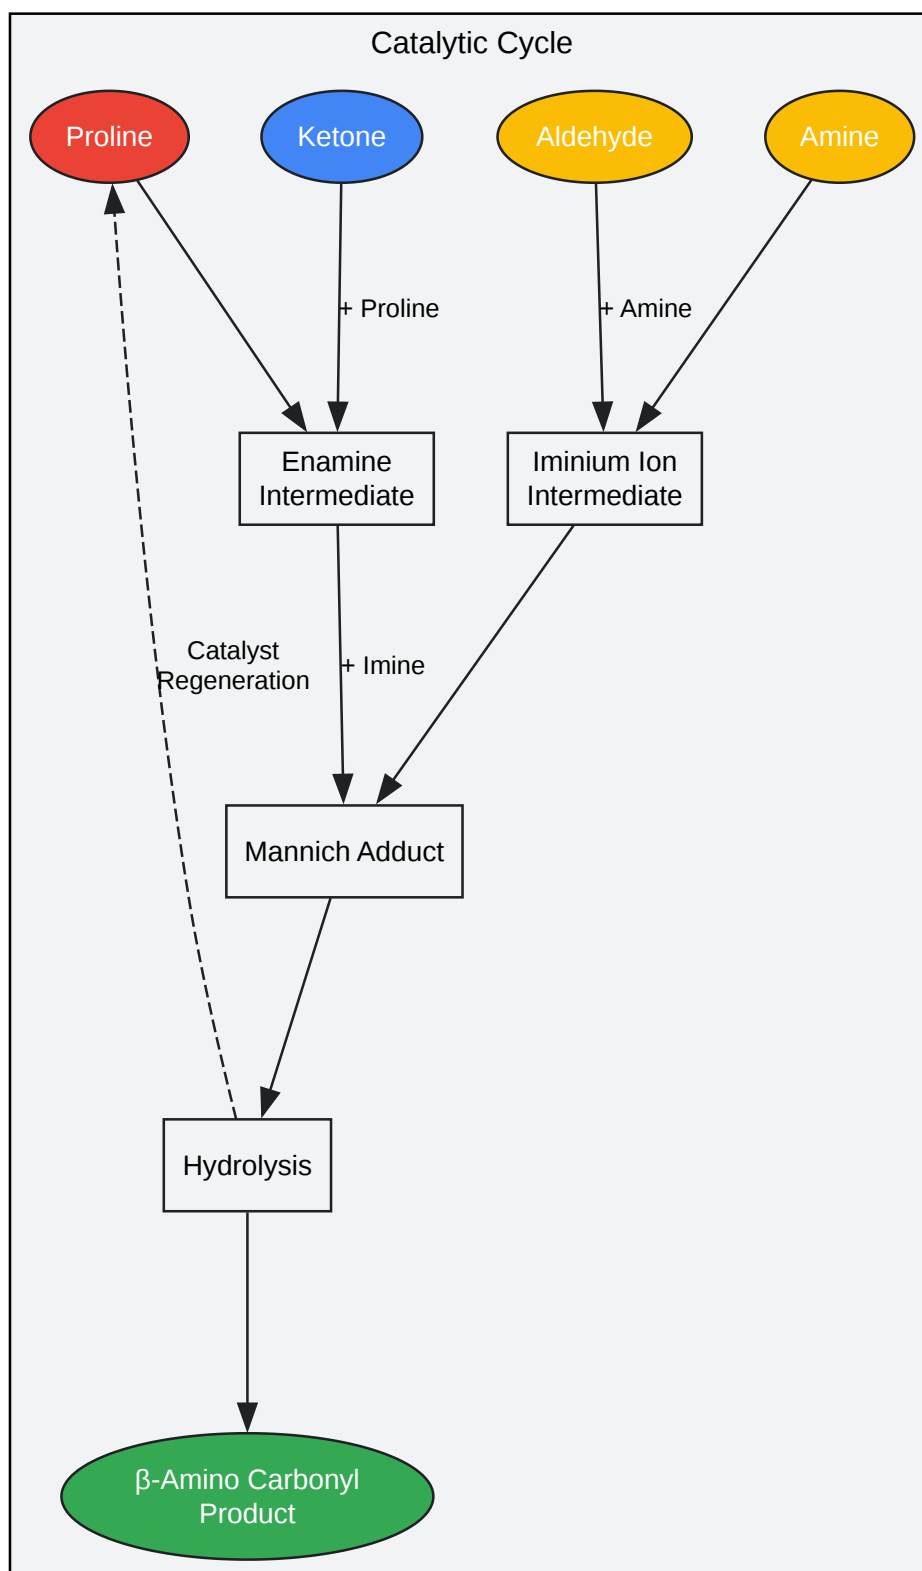 Catalytic Cycle
Proline
Ketone
Aldehyde
Amine
+ Proline
+ Amine
Enamine
Intermediate
Iminium Ion
Intermediate
Catalyst
Regeneration
+ Imine
Mannich Adduct
Hydrolysis
β-Amino Carbonyl
Product